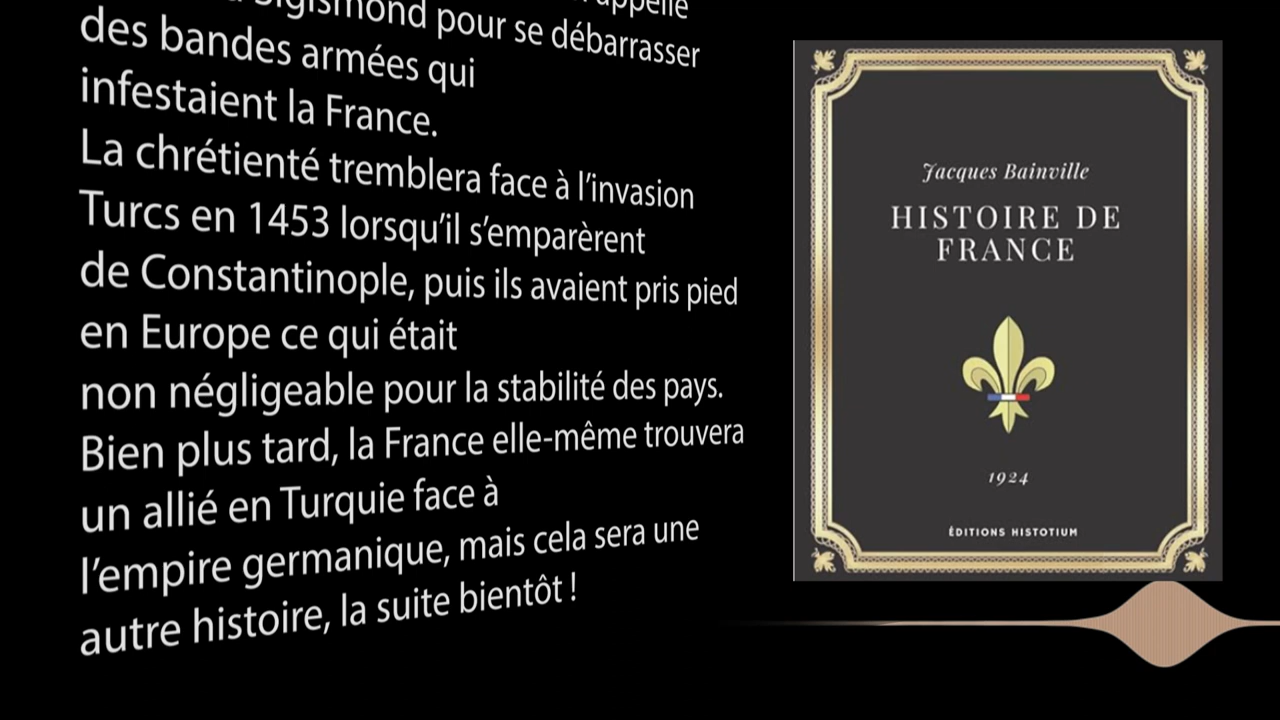 Sigismond pour se débarrasser
des bandes armées qui
infestaient la France.
La chrétienté tremblera face à l’invasion
Turcs en 1453 lorsqu’il s’emparèrent
de Constantinople, puis ils avaient pris pied
en Europe ce qui était
non négligeable pour la stabilité des pays.
Bien plus tard, la France elle-même trouvera
un allié en Turquie face à
l’empire germanique, mais cela sera une
autre histoire, la suite bientôt !
Jacques Bainville
HISTOIRE DE
FRANCE
1924
ÉDITIONS HISTOTIUM